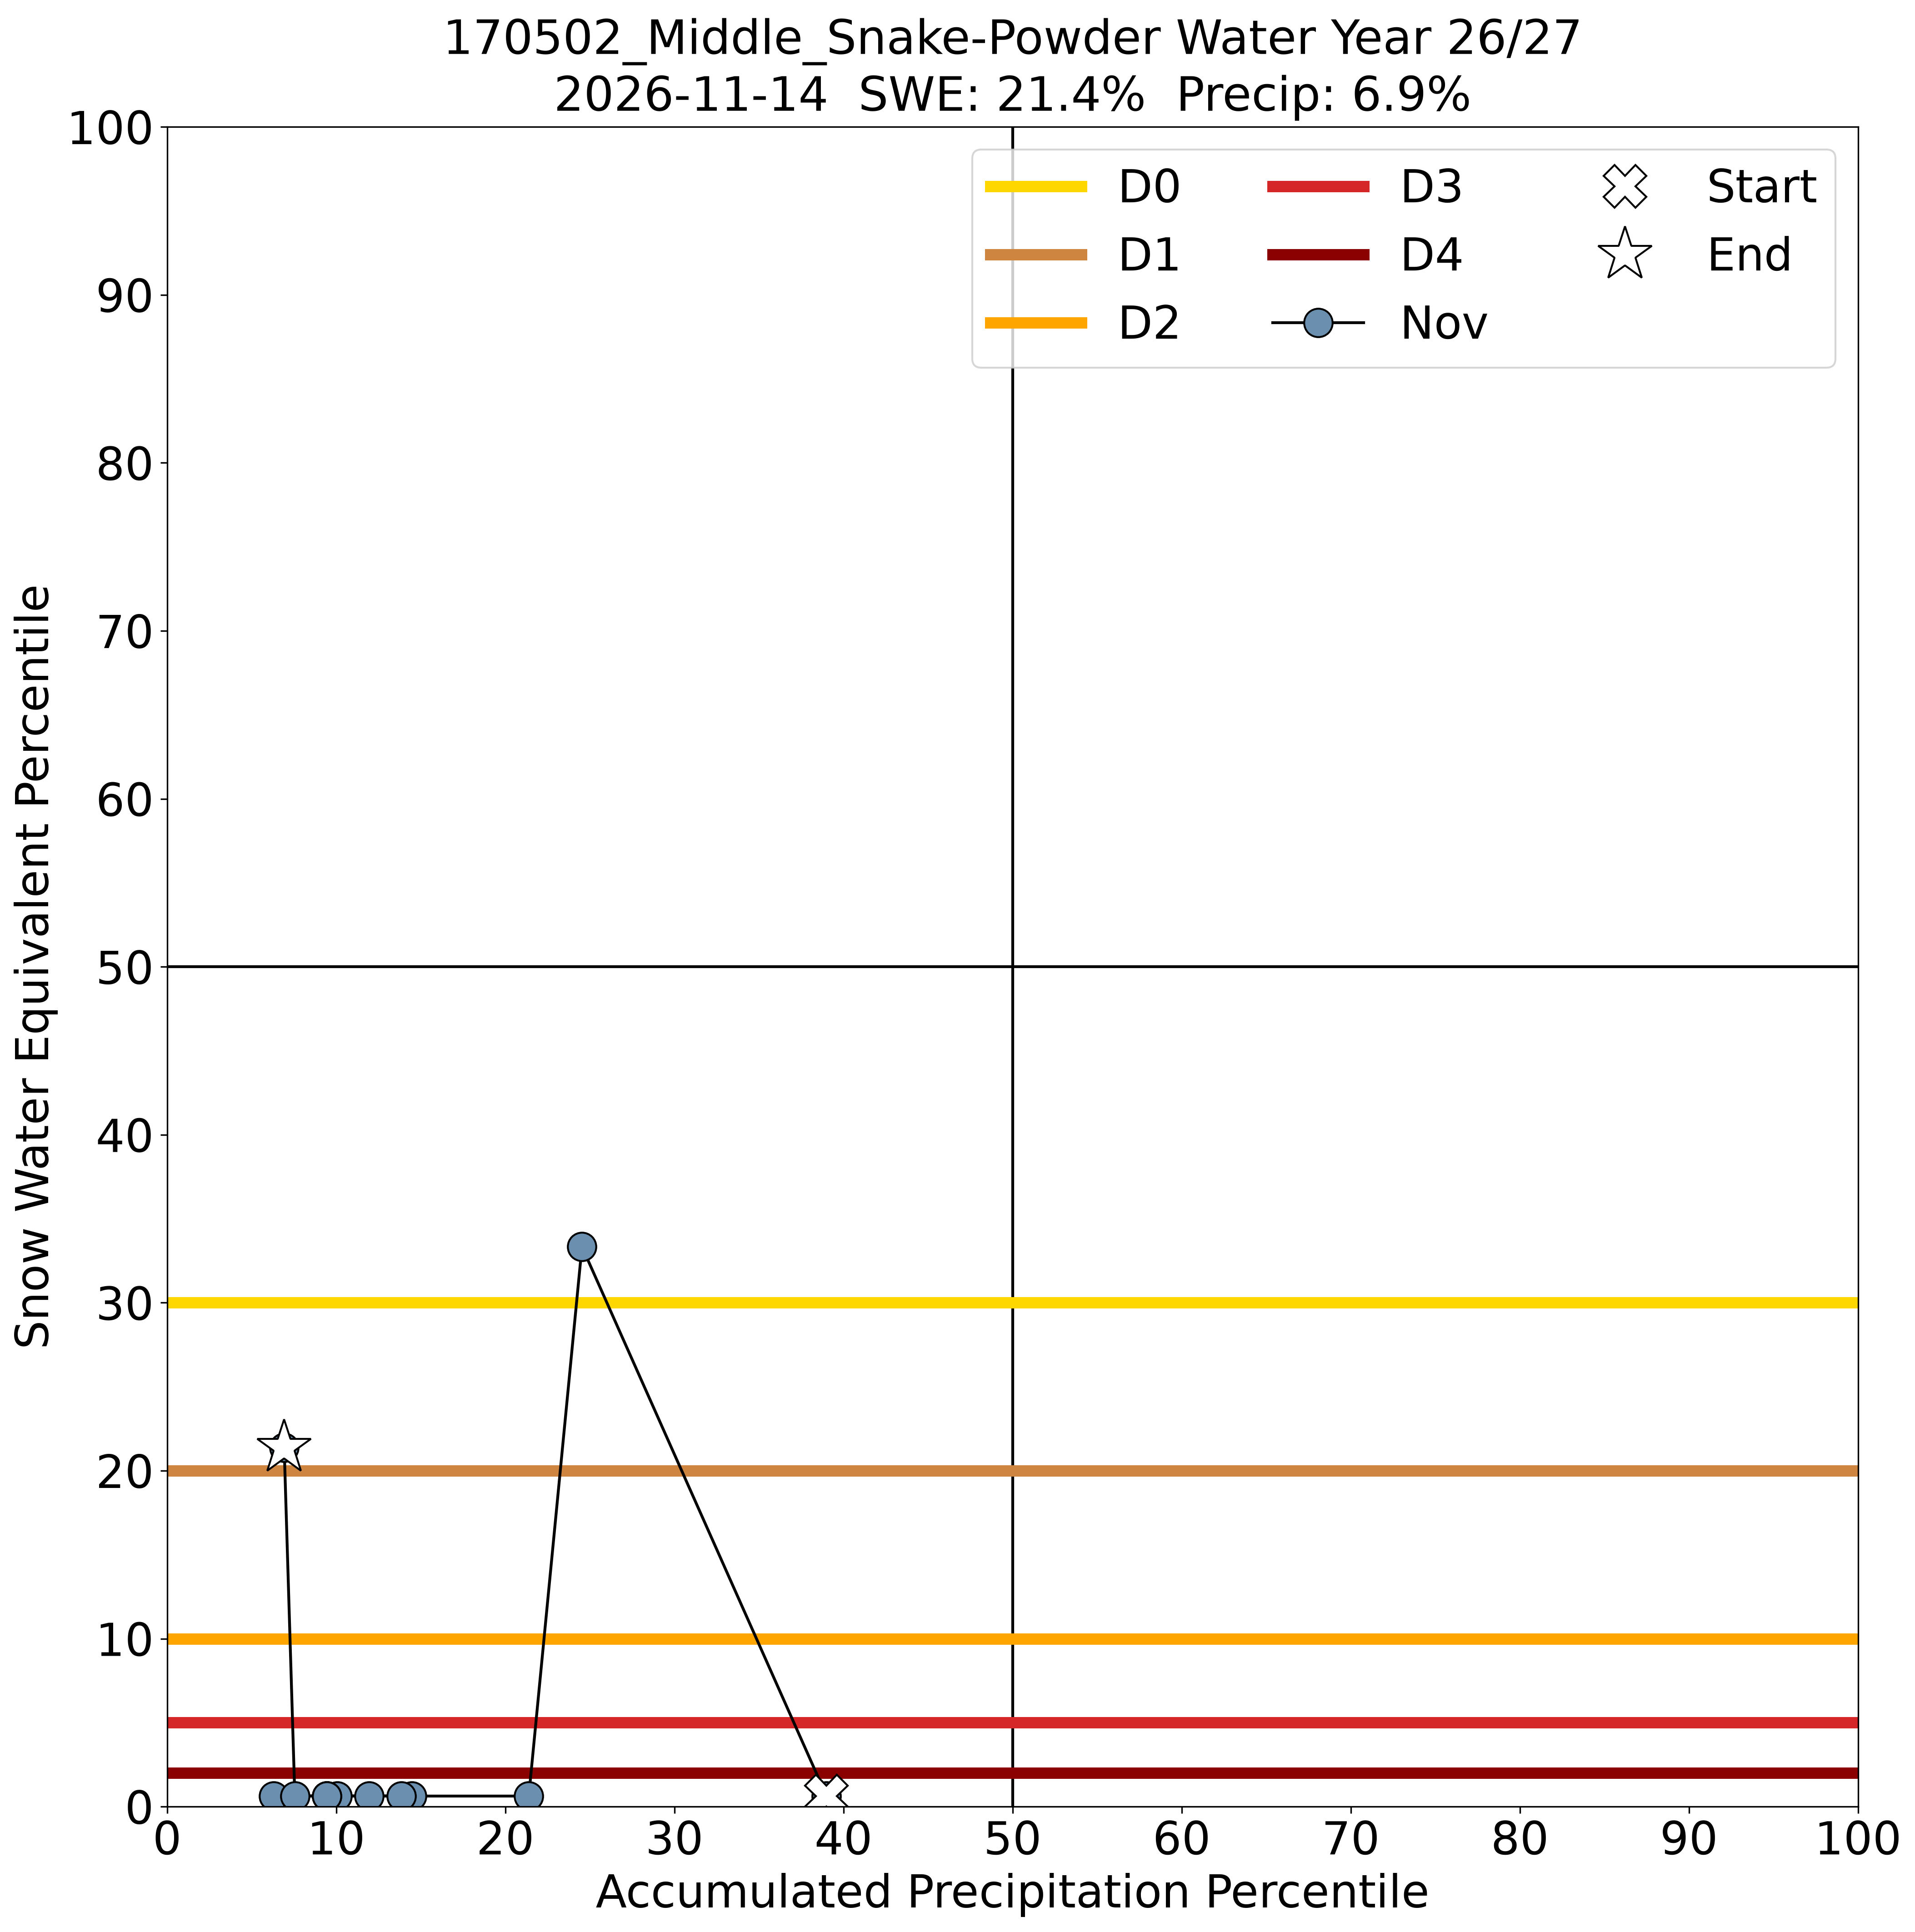 170502_Middle_Snake-Powder Water Year 26/27
2026-11-14 SWE: 21.4% Precip: 6.9%
D0
D1
D2
D3
D4
Nov
Start
End
Snow Water Equivalent Percentile
100
90
80
70
60
50
40
30
20
10
0
0 10 20 30 40 50 60 70 80 90 100
Accumulated Precipitation Percentile